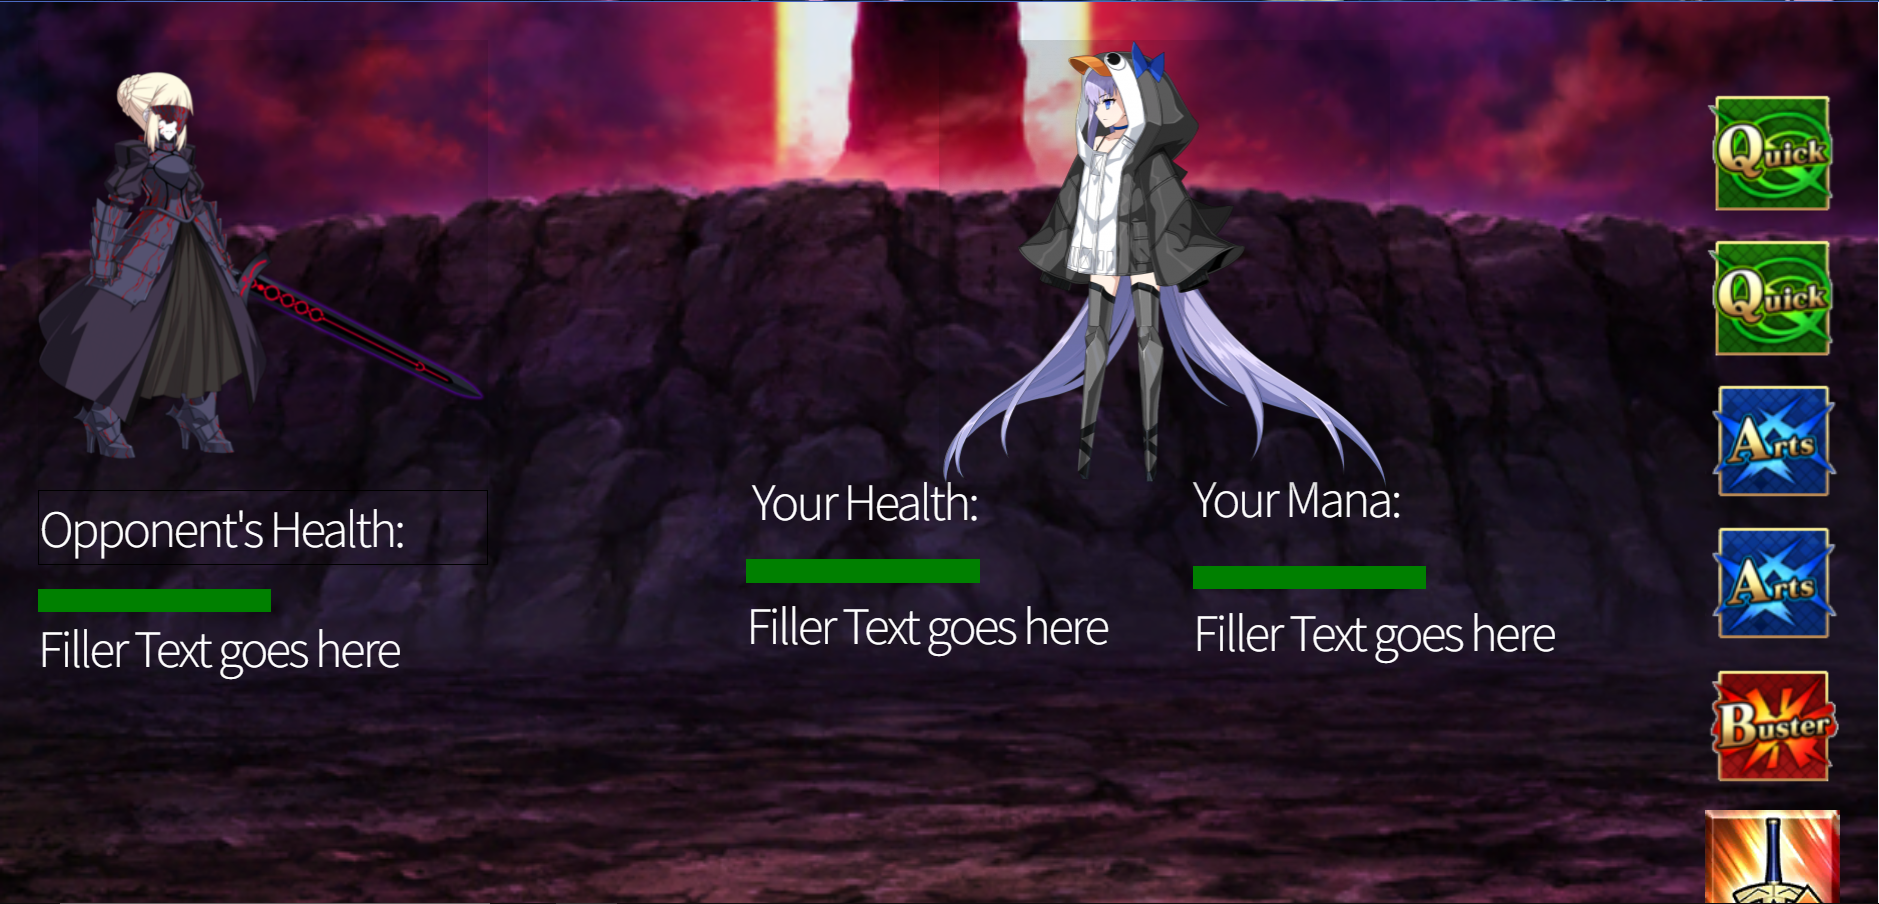 Quick
Quick
Arts
Arts
Buster
Opponent's Health:
Filler Text goes here
Your Health:
Filler Text goes here
Your Mana:
Filler Text goes here